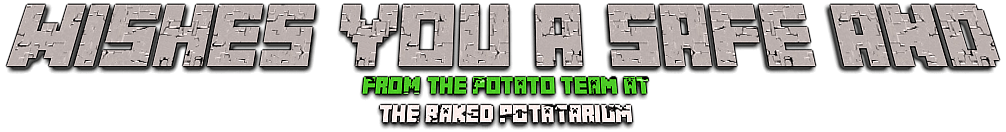 WISHES YOU A SAFE AND
FROM THE POTATO TEAM AT
THE BAKED POTATARIUM